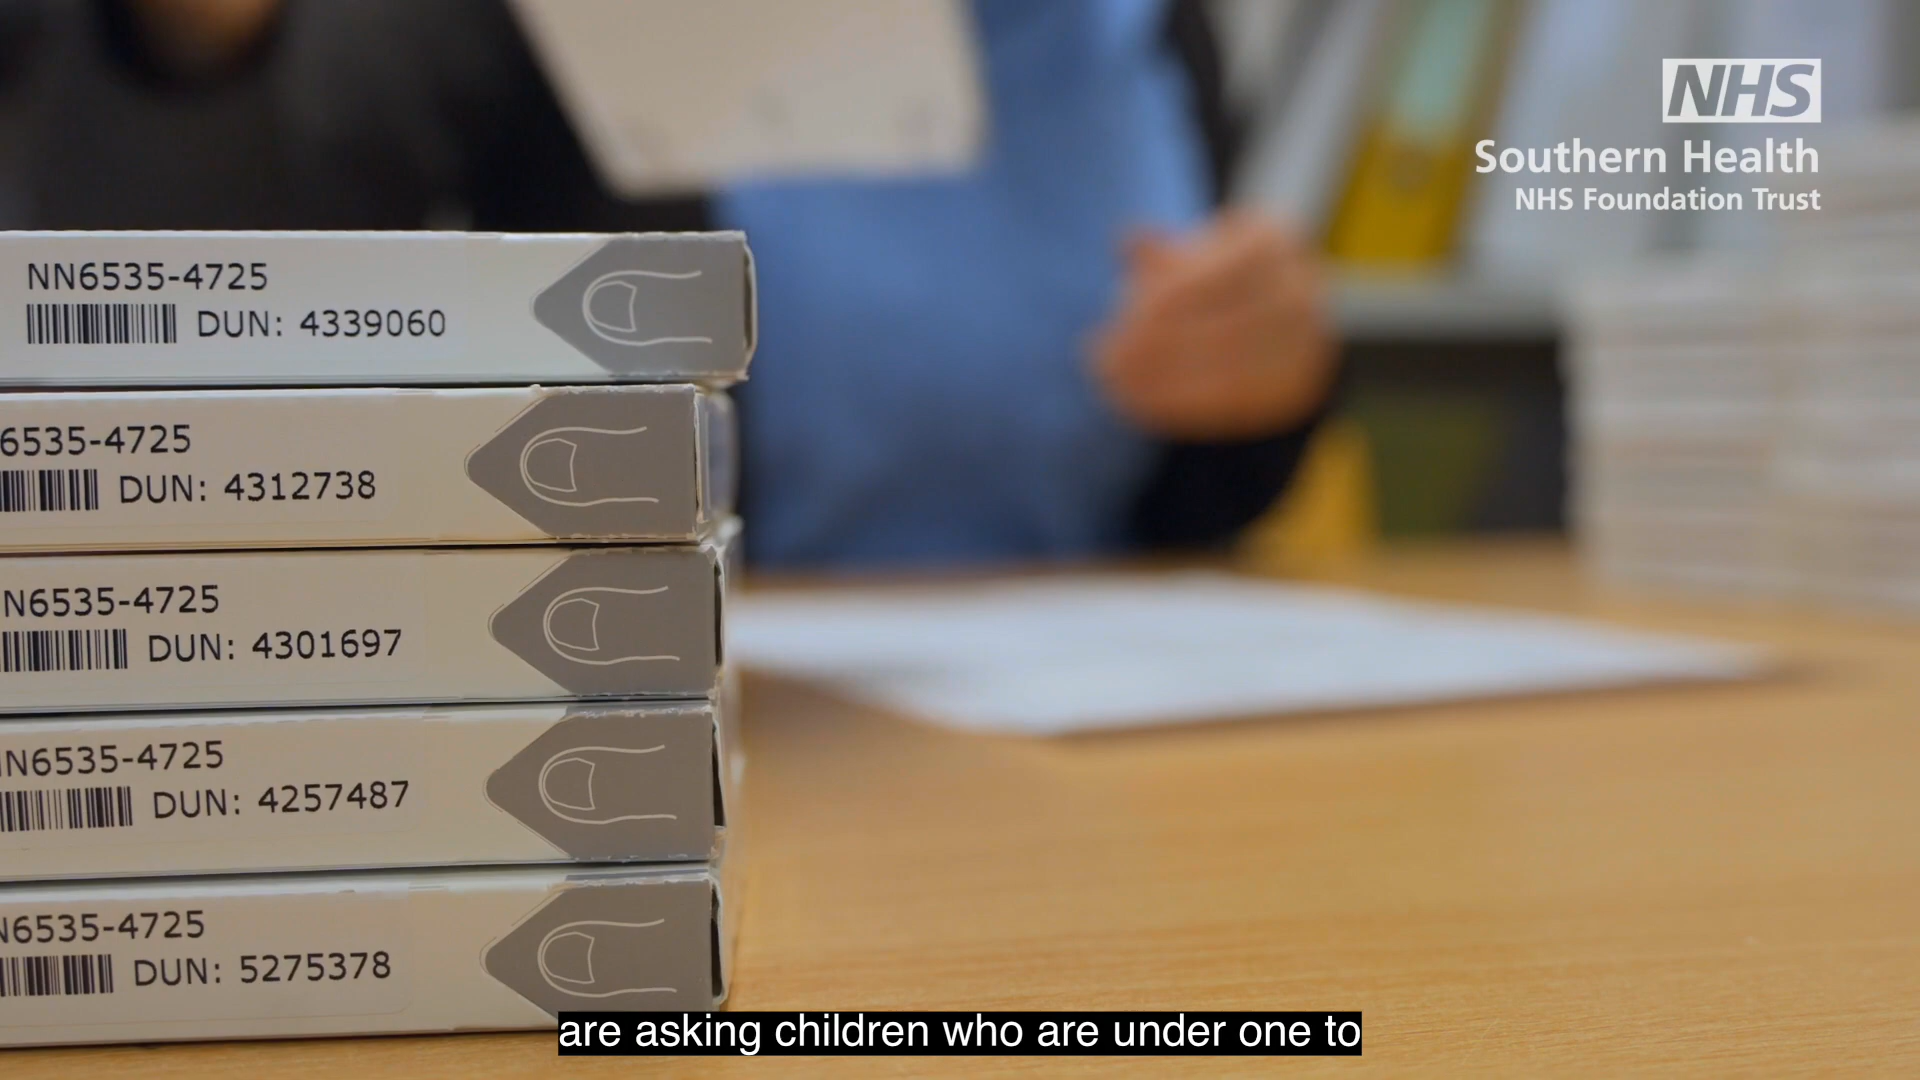 NHS
Southern Health
NHS Foundation Trust
NN6535-4725
DUN: 4339060
6535-4725
DUN: 4312738
N6535-4725
DUN: 4301697
N6535-4725
DUN: 4257487
N6535-4725
DUN: 5275378
are asking children who are under one to